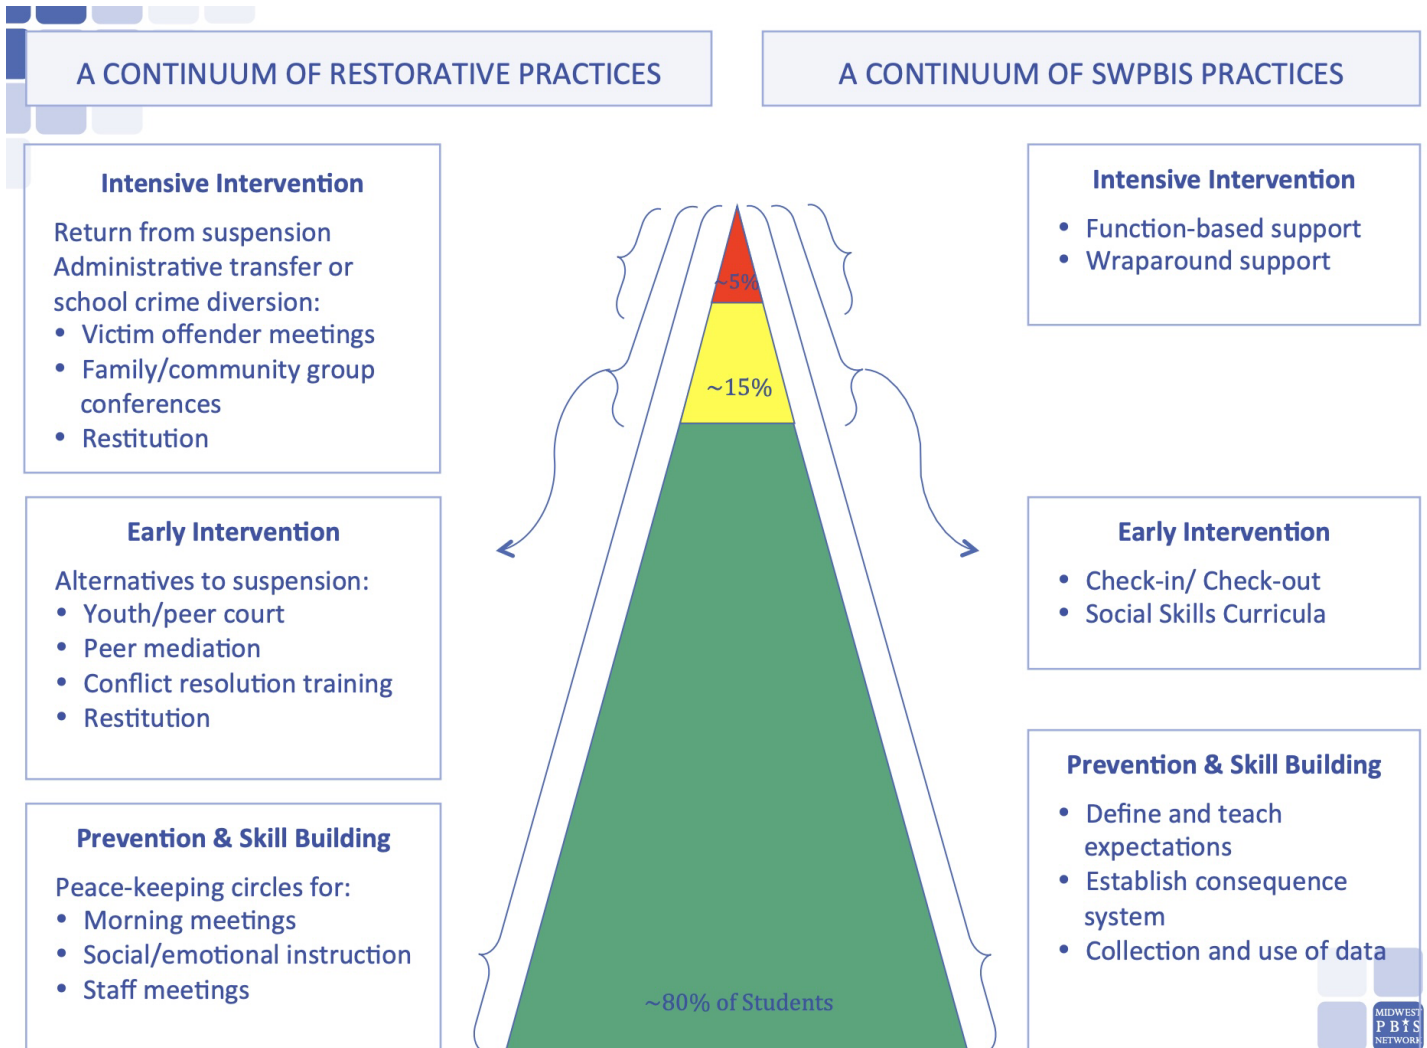 A CONTINUUM OF RESTORATIVE PRACTICES
A CONTINUUM OF SWPBIS PRACTICES
Intensive Intervention
Return from suspension
Administrative transfer or
school crime diversion:
• Victim offender meetings
• Family/community group
conferences
• Restitution
Early Intervention
Alternatives to suspension:
• Youth/peer court
• Peer mediation
• Conflict resolution training
• Restitution
Prevention & Skill Building
Peace-keeping circles for:
• Morning meetings
• Social/emotional instruction
• Staff meetings
~5%
~15%
~80% of Students
Intensive Intervention
• Function-based support
• Wraparound support
Early Intervention
• Check-in/ Check-out
• Social Skills Curricula
Prevention & Skill Building
• Define and teach
expectations
• Establish consequence
system
• Collection and use of data
MIDWEST
PBIS
NETWORK